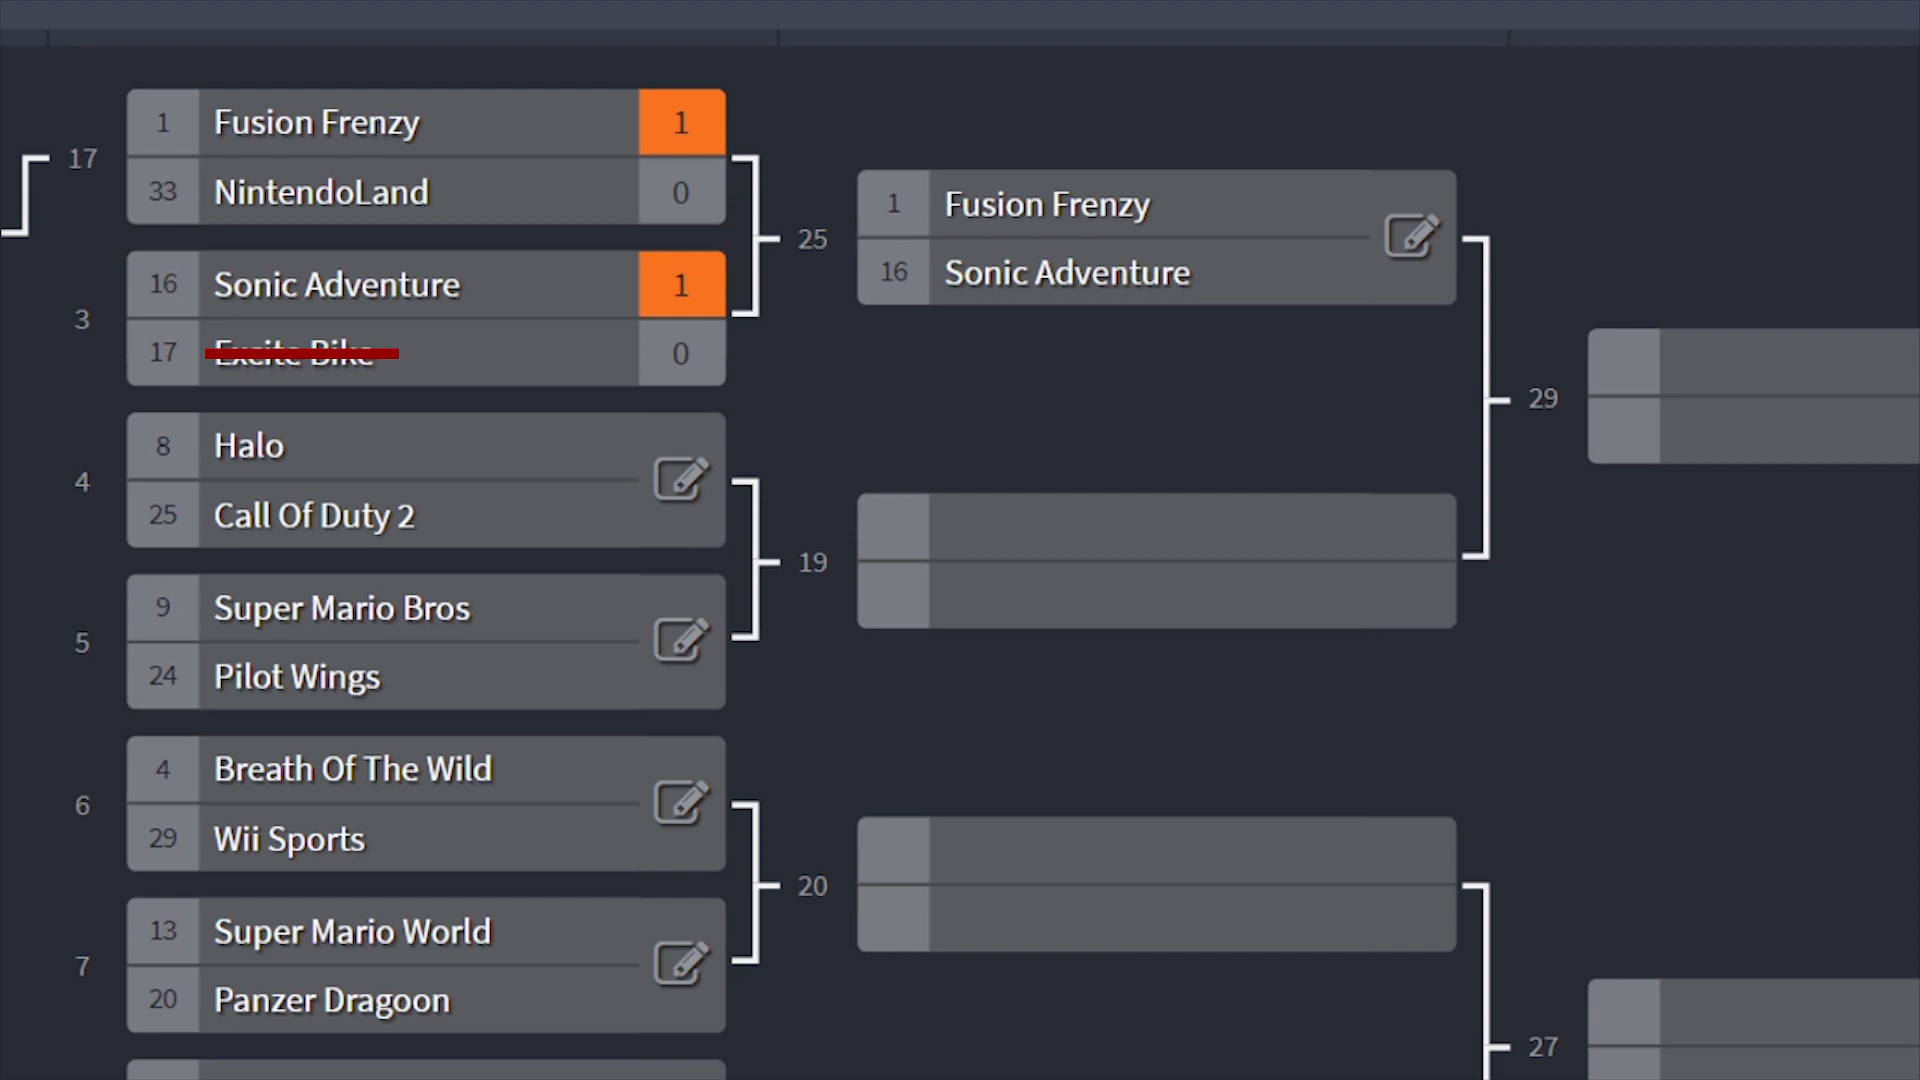 17
1 Fusion Frenzy 1
33 NintendoLand 0
3
16 Sonic Adventure 1
17 Excite Bike 0
4
8 Halo
25 Call Of Duty 2
5
9 Super Mario Bros
24 Pilot Wings
6
4 Breath Of The Wild
29 Wii Sports
7
13 Super Mario World
20 Panzer Dragoon
25
1 Fusion Frenzy
16 Sonic Adventure
19
20
29
27